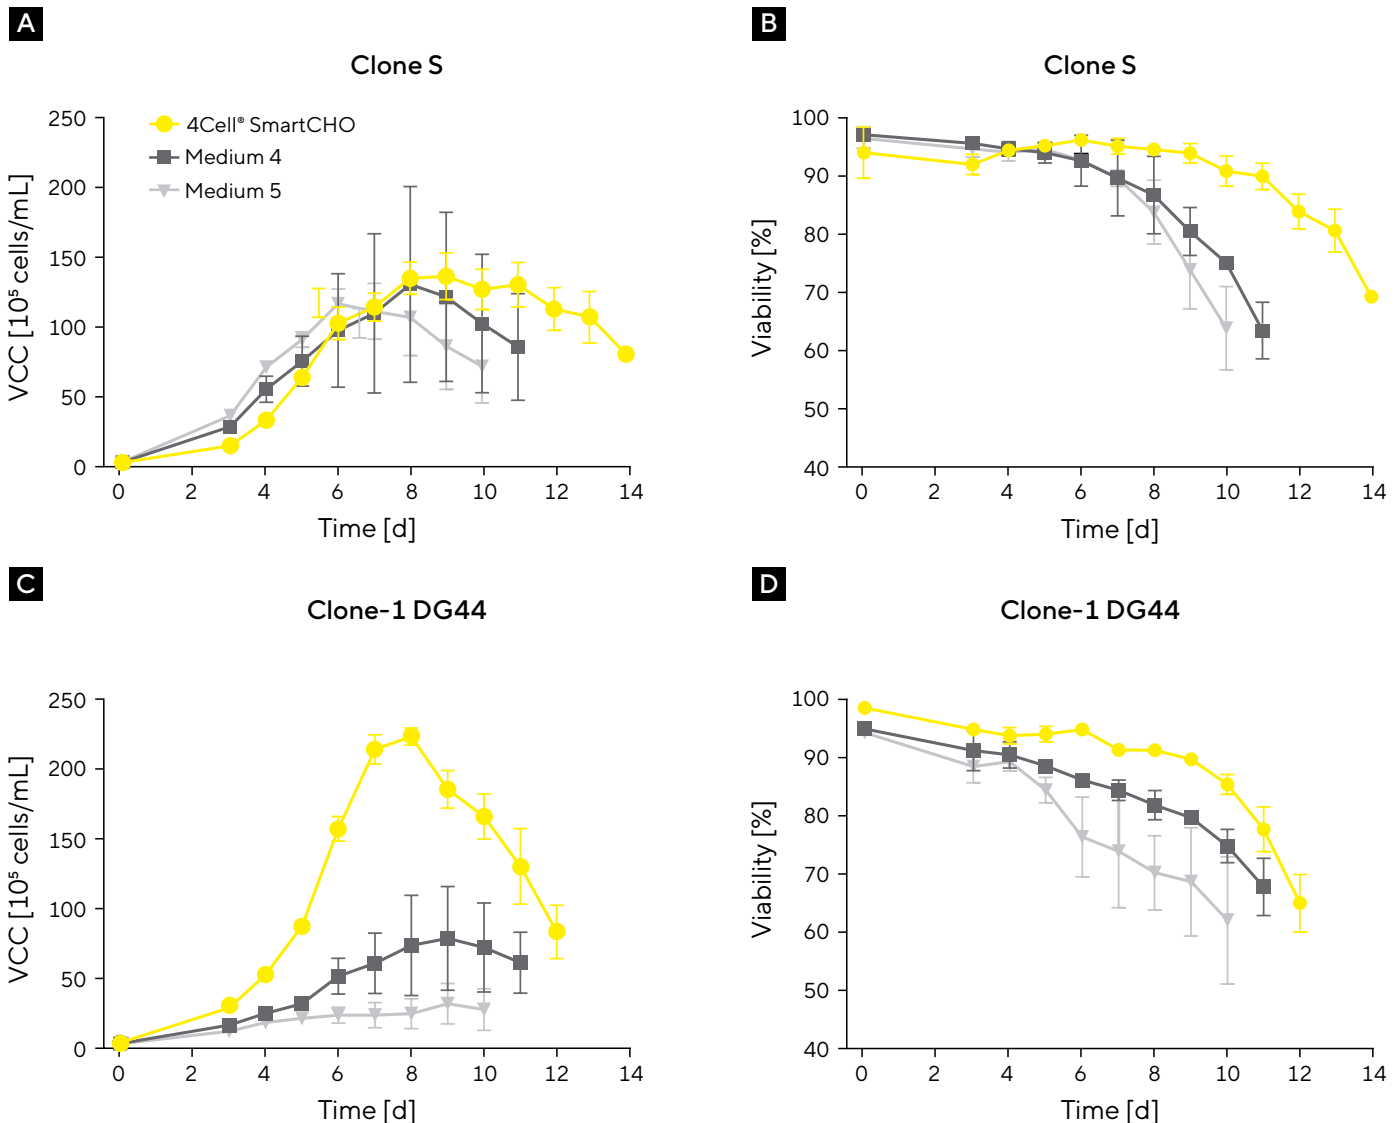 A
Clone S
250
200
150
100
50
0
VCC [10⁵ cells/mL]
4Cell® SmartCHO
Medium 4
Medium 5
0 2 4 6 8 10 12 14
Time [d]
B
Clone S
100
90
80
70
60
50
40
Viability [%]
0 2 4 6 8 10 12 14
Time [d]
C
Clone-1 DG44
250
200
150
100
50
0
VCC [10⁵ cells/mL]
0 2 4 6 8 10 12 14
Time [d]
D
Clone-1 DG44
100
90
80
70
60
50
40
Viability [%]
0 2 4 6 8 10 12 14
Time [d]